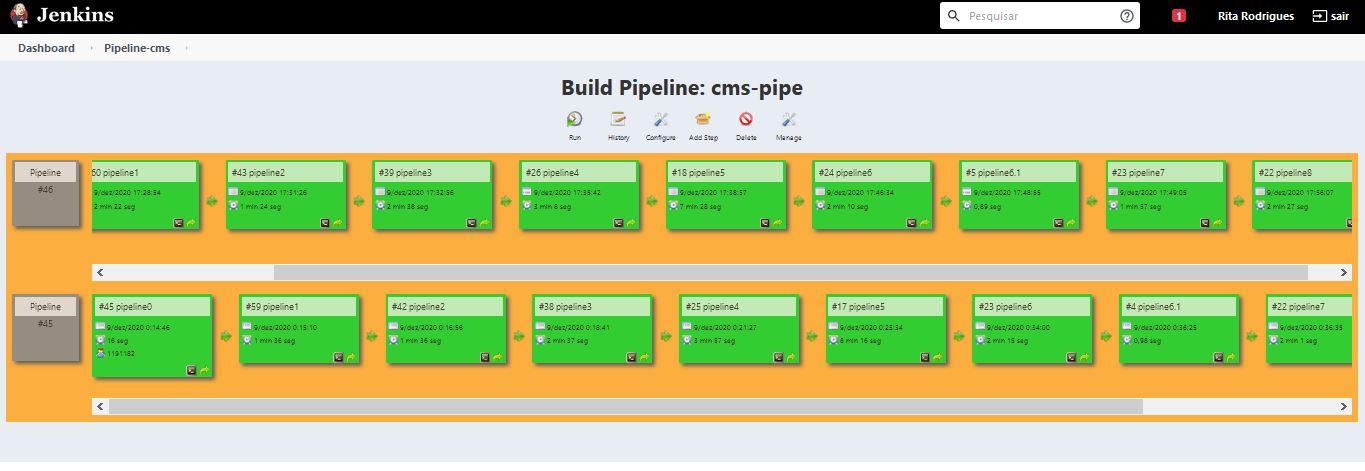 Jenkins
Pesquisar
1
Rita Rodrigues
sair
Dashboard
Pipeline-cms
Build Pipeline: cms-pipe
Run
History
Configure
Add Step
Delete
Manage
Pipeline
#46
60 pipeline1
9/dez/2020 17:28:54
2 min 22 seg
#43 pipeline2
9/dez/2020 17:31:26
1 min 24 seg
#39 pipeline3
9/dez/2020 17:32:56
2 min 38 seg
#26 pipeline4
9/dez/2020 17:35:42
3 min 8 seg
#18 pipeline5
9/dez/2020 17:38:57
7 min 28 seg
#24 pipeline6
9/dez/2020 17:46:34
2 min 10 seg
#5 pipeline6.1
9/dez/2020 17:48:55
0,89 seg
#23 pipeline7
9/dez/2020 17:49:05
1 min 57 seg
#22 pipeline8
9/dez/2020 17:56:07
2 min 27 seg
Pipeline
#45
#45 pipeline0
9/dez/2020 0:14:46
16 seg
1191182
#59 pipeline1
9/dez/2020 0:15:10
1 min 36 seg
#42 pipeline2
9/dez/2020 0:16:56
1 min 36 seg
#38 pipeline3
9/dez/2020 0:18:41
2 min 37 seg
#25 pipeline4
9/dez/2020 0:21:27
3 min 57 seg
#17 pipeline5
9/dez/2020 0:25:34
8 min 16 seg
#23 pipeline6
9/dez/2020 0:34:00
2 min 15 seg
#4 pipeline6.1
9/dez/2020 0:36:25
0,98 seg
#22 pipeline7
9/dez/2020 0:36:35
2 min 1 seg